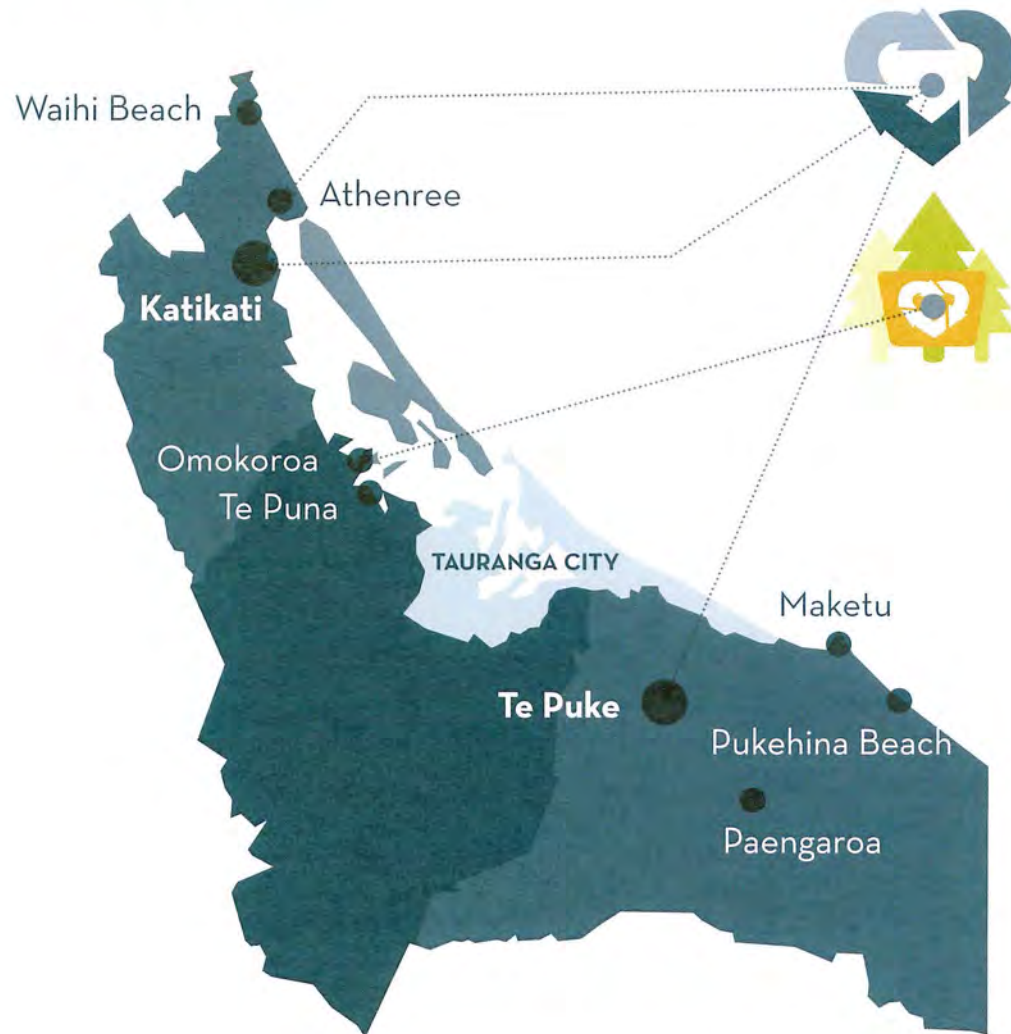 Waihi Beach
Athenree
Katikati
Omokoroa
Te Puna
TAURANGA CITY
Maketu
Te Puke
Pukehina Beach
Paengaroa